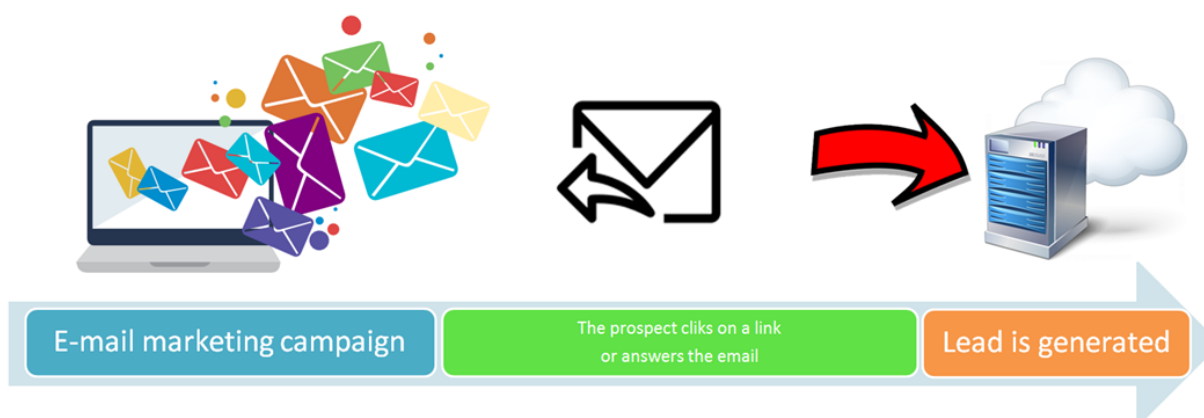 E-mail marketing campaign
The prospect cliks on a link
or answers the email
Lead is generated